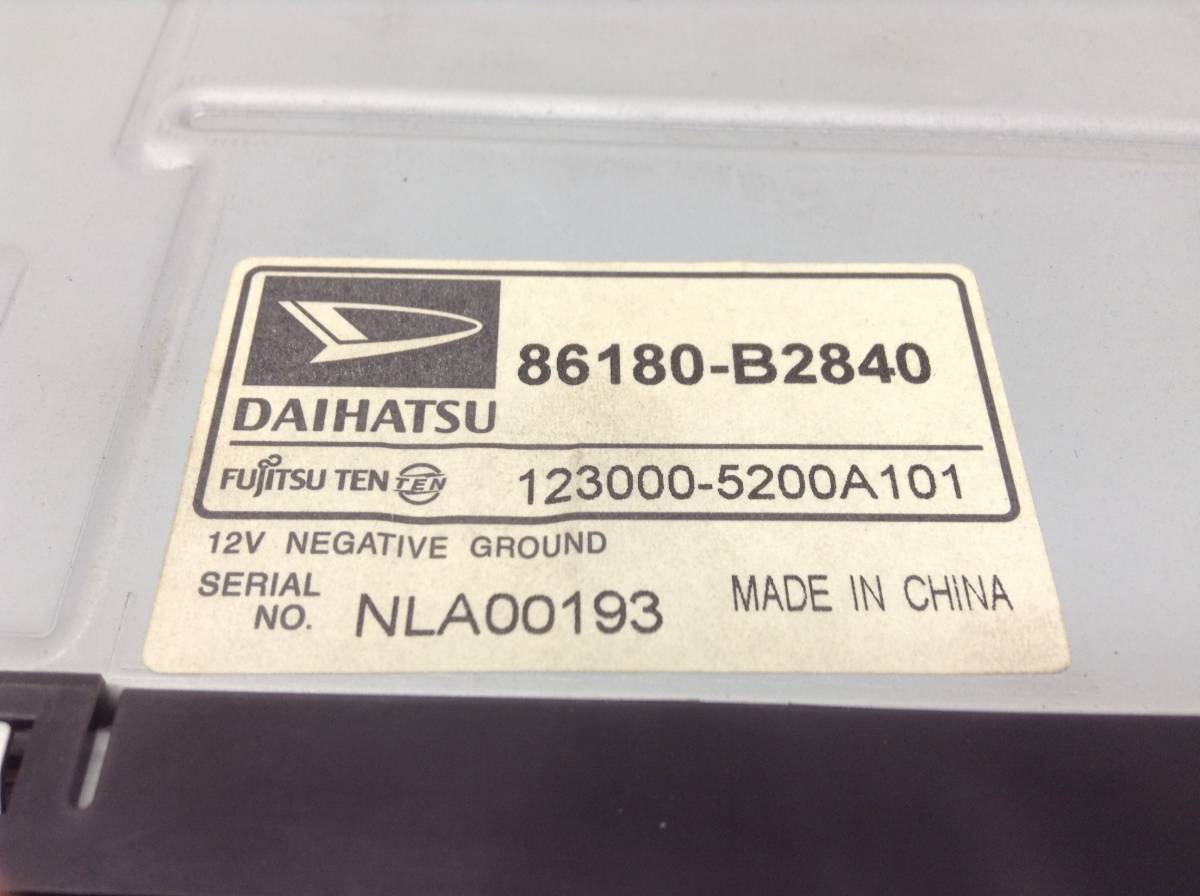 86180-B2840
DAIHATSU
FUJITSU TEN TEN 123000-5200A101
12V NEGATIVE GROUND
SERIAL NO. NLA00193
MADE IN CHINA